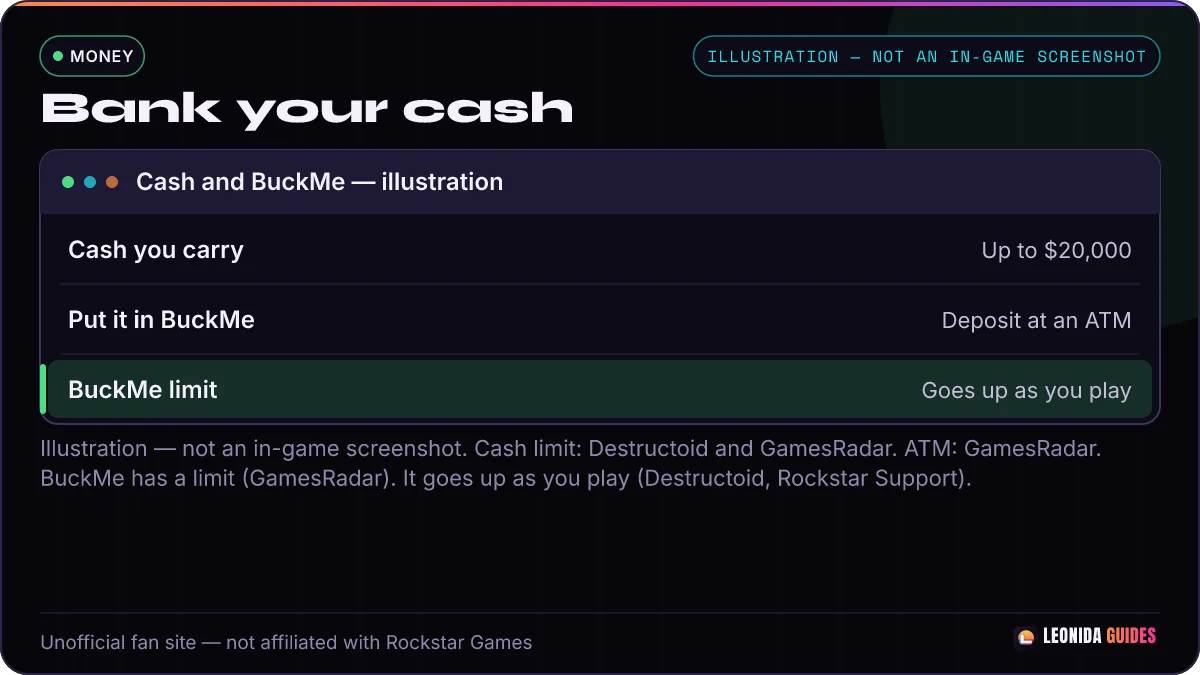 MONEY
ILLUSTRATION — NOT AN IN-GAME SCREENSHOT
Bank your cash
Cash and BuckMe — illustration
Cash you carry
Up to $20,000
Put it in BuckMe
Deposit at an ATM
BuckMe limit
Goes up as you play
Illustration — not an in-game screenshot. Cash limit: Destructoid and GamesRadar. ATM: GamesRadar.
BuckMe has a limit (GamesRadar). It goes up as you play (Destructoid, Rockstar Support).
Unofficial fan site — not affiliated with Rockstar Games
LEONIDA GUIDES